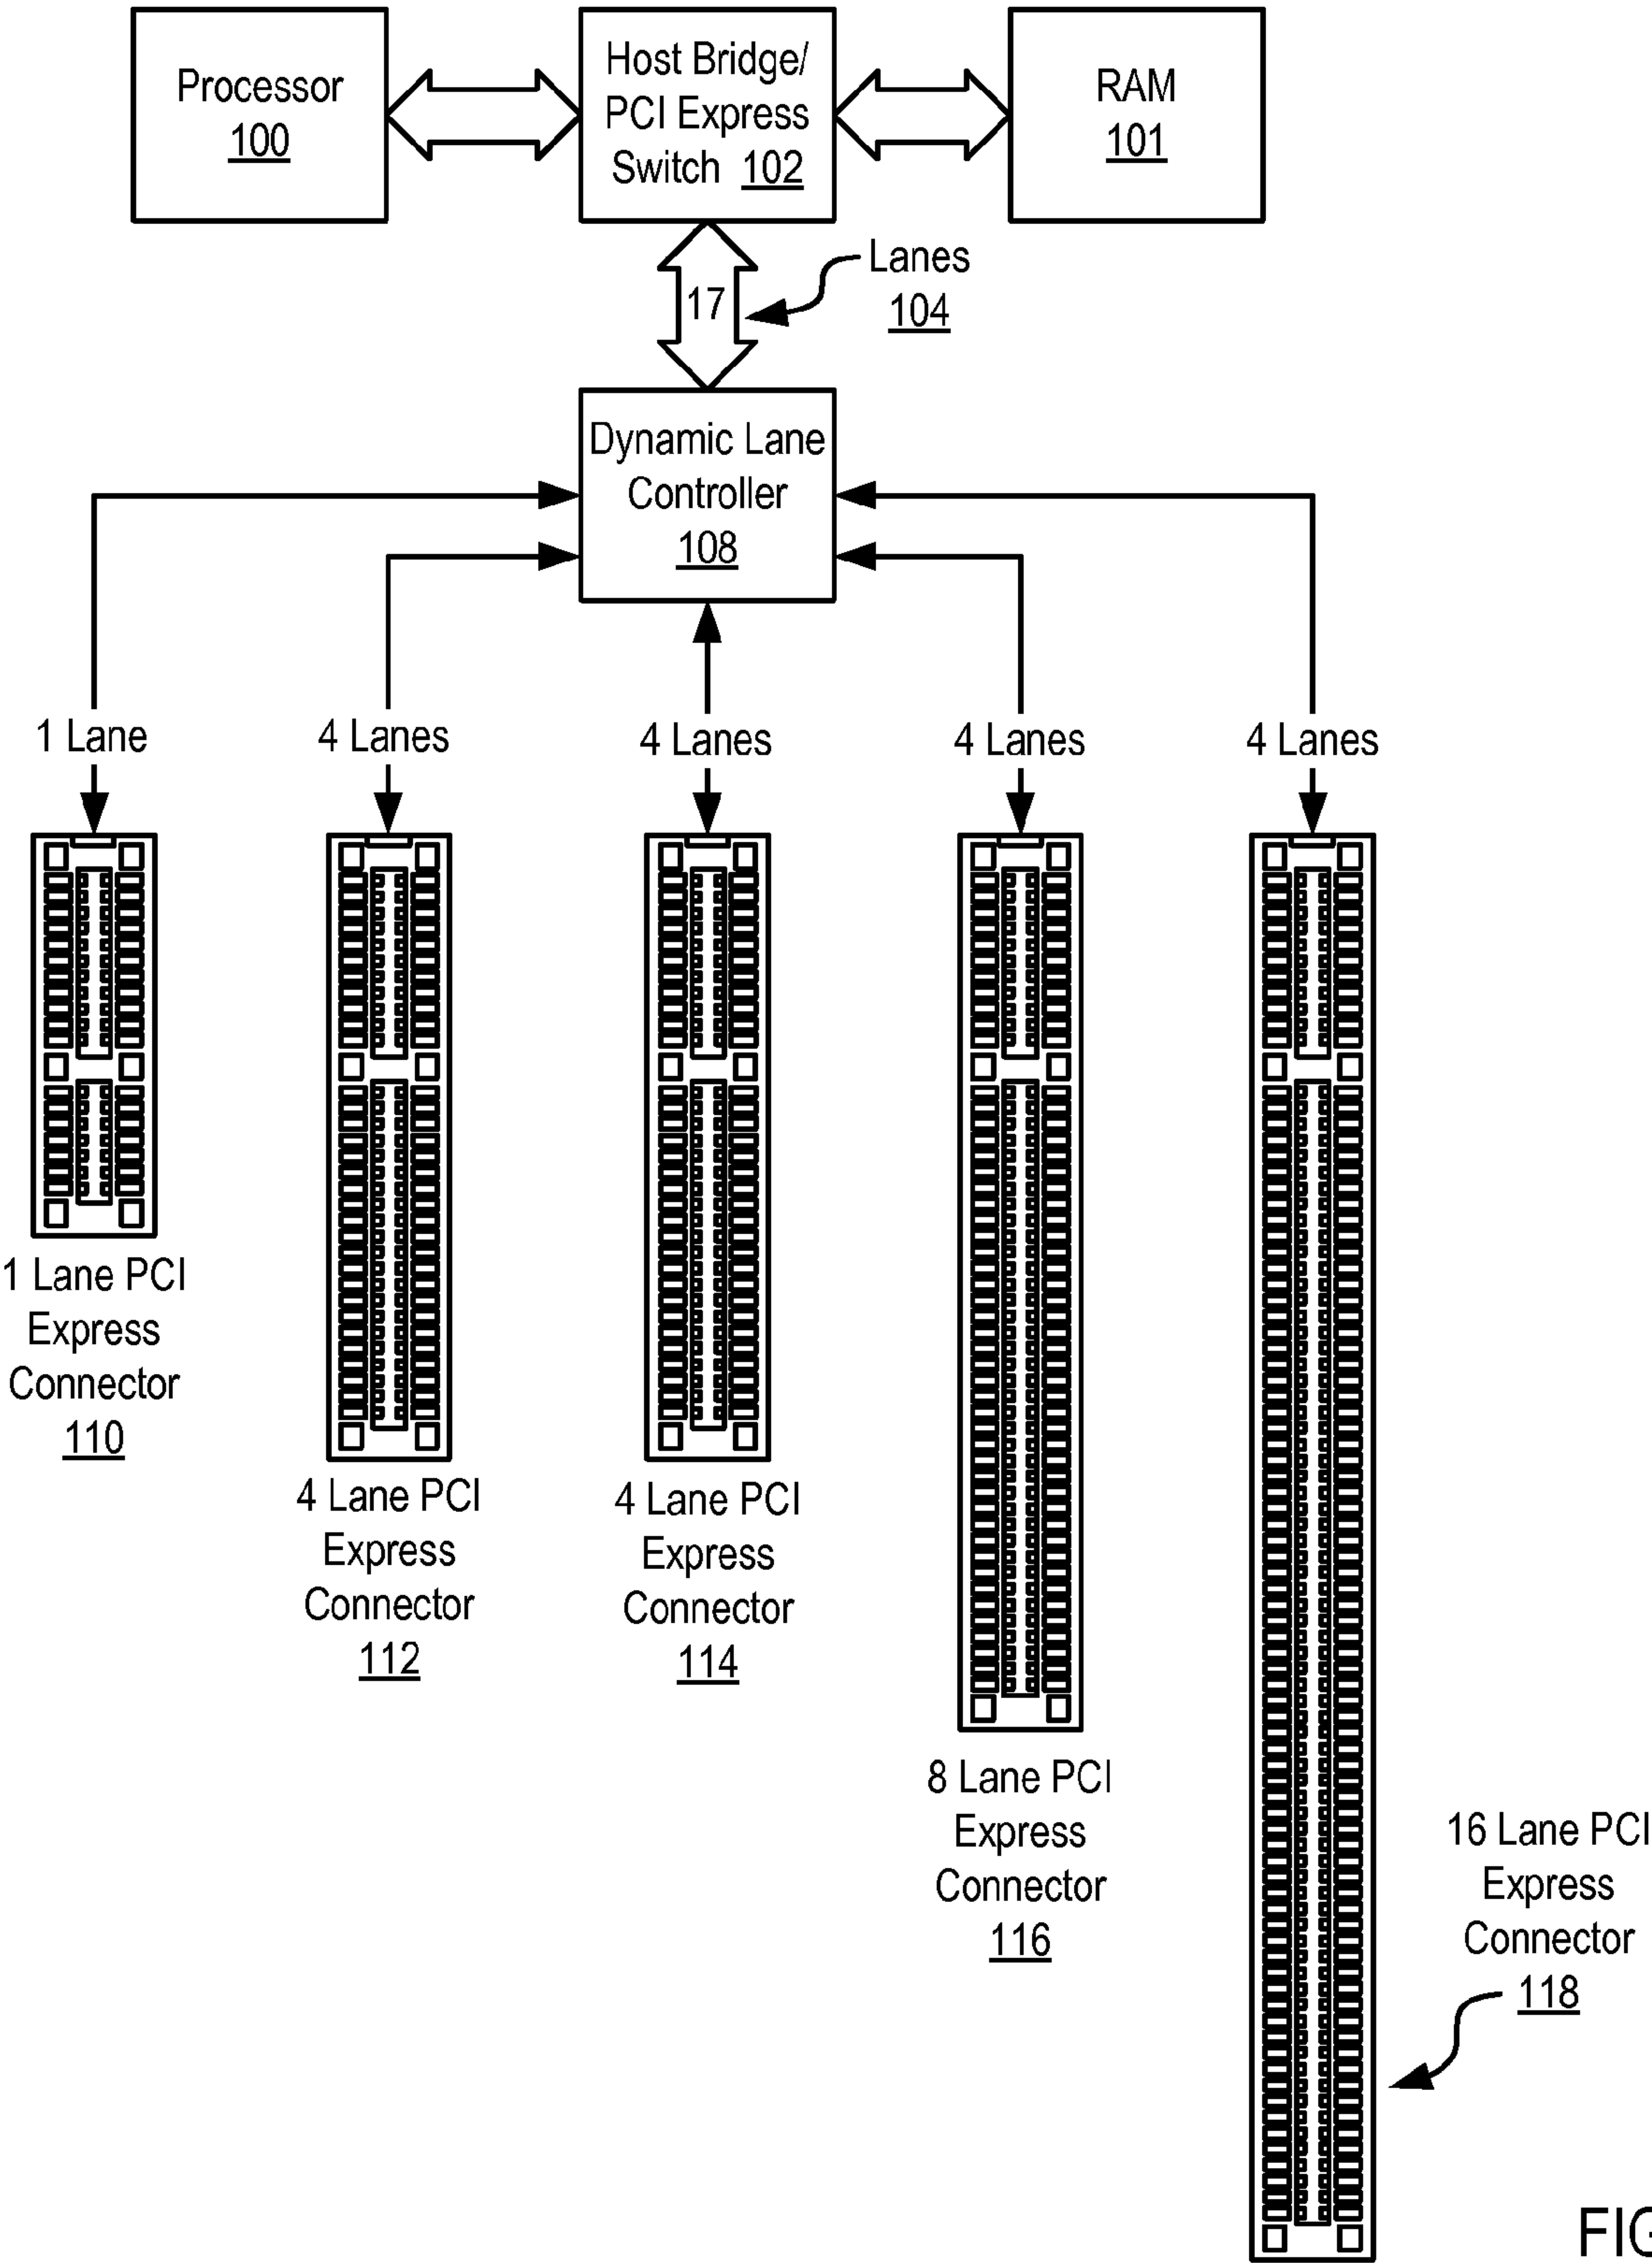 Processor
100
Host Bridge/
PCI Express
Switch 102
RAM
101
17
Lanes
104
Dynamic Lane
Controller
108
1 Lane
4 Lanes
4 Lanes
4 Lanes
4 Lanes
1 Lane PCI
Express
Connector
110
4 Lane PCI
Express
Connector
112
4 Lane PCI
Express
Connector
114
8 Lane PCI
Express
Connector
116
16 Lane PCI
Express
Connector
118
FIG